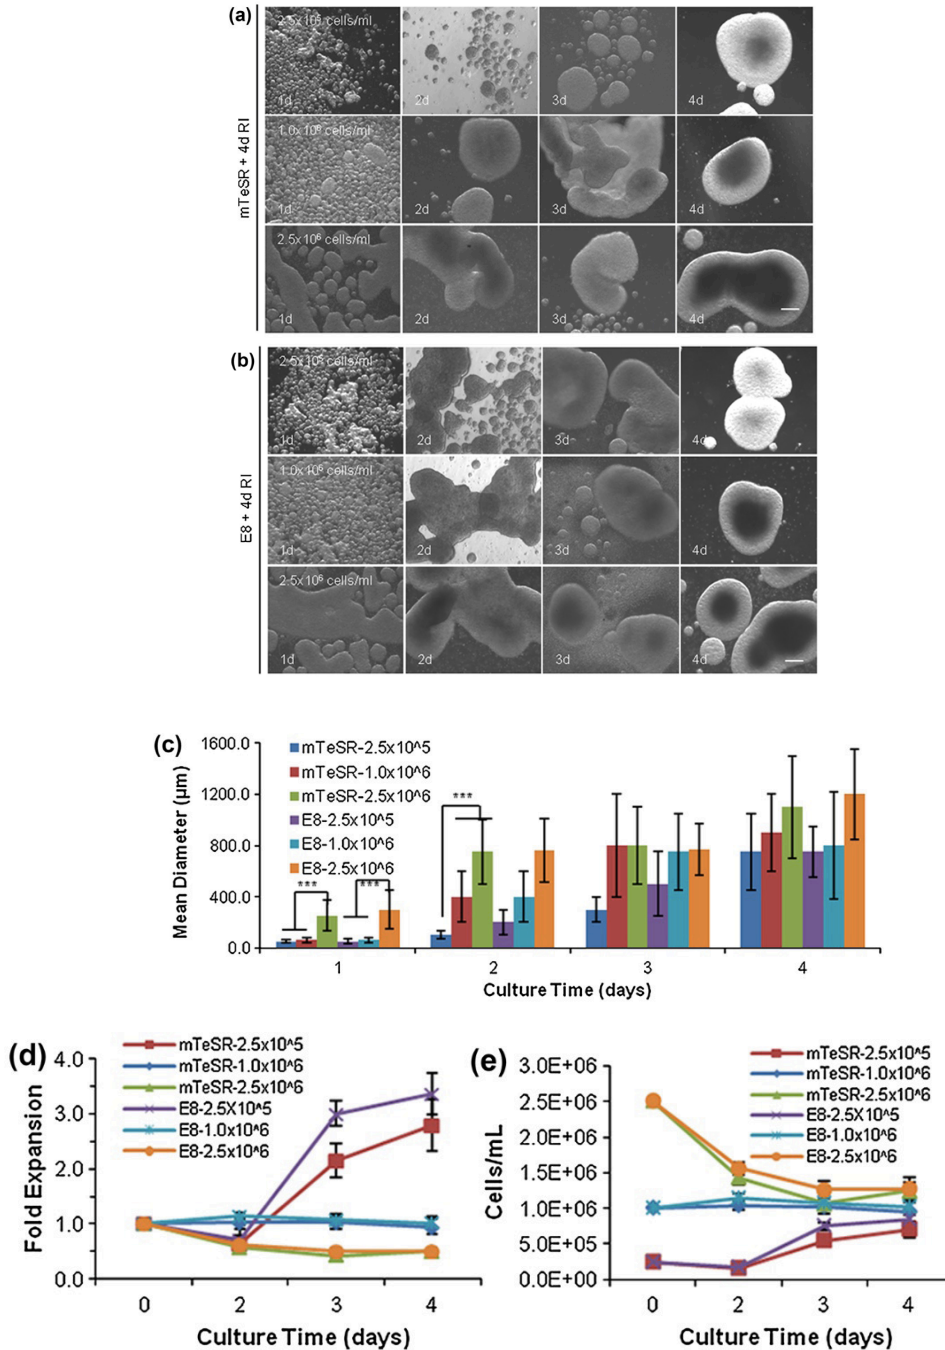 (a)
2.5x10⁵ cells/ml
1d
2d
3d
4d
mTeSR + 4d RI
1.0x10⁶ cells/ml
1d
2d
3d
4d
2.5x10⁶ cells/ml
1d
2d
3d
4d
(b)
2.5x10⁵ cells/ml
1d
2d
3d
4d
E8 + 4d RI
1.0x10⁶ cells/ml
1d
2d
3d
4d
2.5x10⁶ cells/ml
1d
2d
3d
4d
(c)
Mean Diameter (µm)
1600.0
1200.0
800.0
400.0
0.0
mTeSR-2.5x10^5
mTeSR-1.0x10^6
mTeSR-2.5x10^6
E8-2.5x10^5
E8-1.0x10^6
E8-2.5x10^6
***
***
***
1
2
3
4
Culture Time (days)
(d)
Fold Expansion
4.0
3.0
2.0
1.0
0.0
mTeSR-2.5x10^5
mTeSR-1.0x10^6
mTeSR-2.5x10^6
E8-2.5X10^5
E8-1.0x10^6
E8-2.5x10^6
0
2
3
4
Culture Time (days)
(e)
Cells/mL
3.0E+06
2.5E+06
2.0E+06
1.5E+06
1.0E+06
5.0E+05
0.0E+00
mTeSR-2.5x10^5
mTeSR-1.0x10^6
mTeSR-2.5x10^6
E8-2.5X10^5
E8-1.0x10^6
E8-2.5x10^6
0
2
3
4
Culture Time (days)